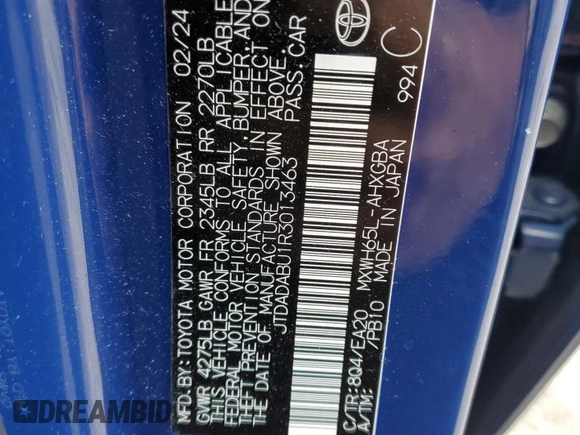 MFD.BY:TOYOTA MOTOR CORPORATION 02/24
GVWR 4275LB GAWR FR 2345LB RR 2270LB
THIS VEHICLE CONFORMS TO ALL APPLICABLE
FEDERAL MOTOR VEHICLE SAFETY, BUMPER, AND
THEFT PREVENTION STANDARDS IN EFFECT ON
THE DATE OF MANUFACTURE SHOWN ABOVE.
JTDADABU1R3013463 PASS.CAR
C/TR:8Q4/EA20 MXWH65L-AHXGBA
A/TM: /PB10 MADE IN JAPAN 994 C
DREAMBID